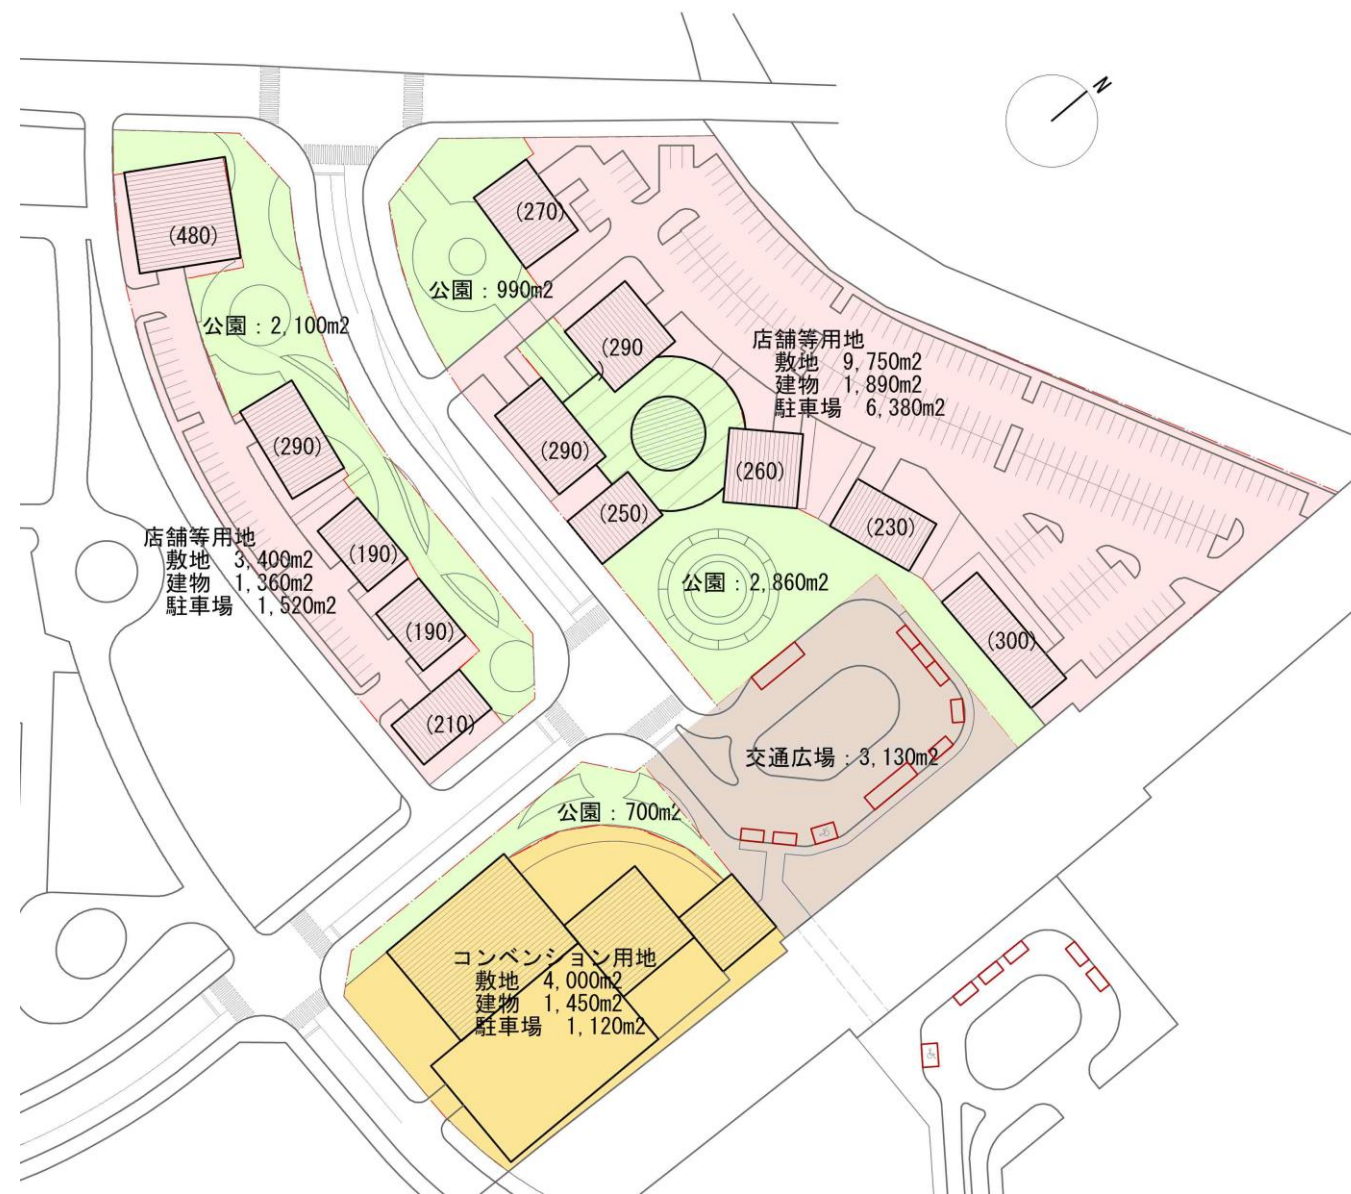 N
(480)
(270)
公園：990m2
公園：2,100m2
(290
)
店舗等用地
敷地　9,750m2
建物　1,890m2
駐車場　6,380m2
(290)
(290)
(260)
(250)
(230)
店舗等用地
敷地　3,400m2
建物　1,360m2
駐車場　1,520m2
(190)
公園：2,860m2
(190)
(300)
(210)
交通広場：3,130m2
公園：700m2
コンベンション用地
敷地　4,000m2
建物　1,450m2
駐車場　1,120m2